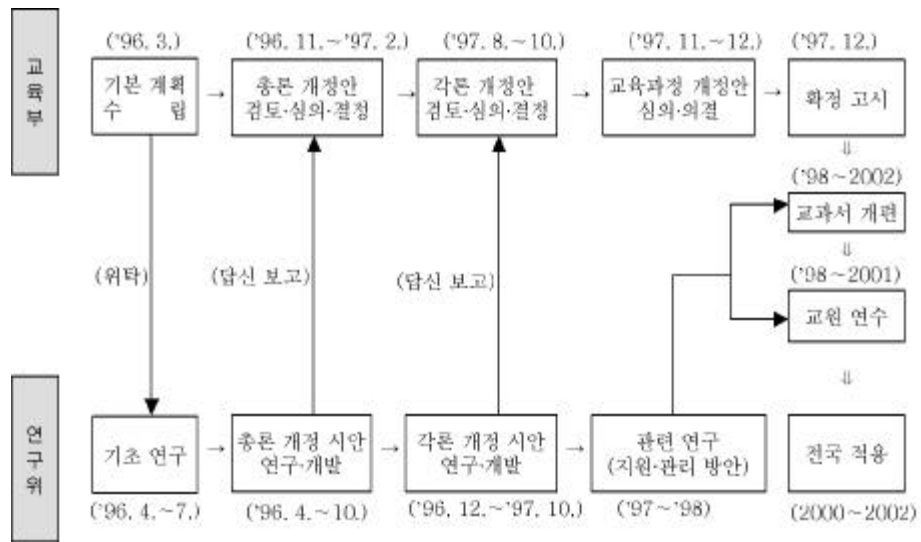 교육부
('96. 3.)
기본 계획
수 립
→
('96. 11.~'97. 2.)
총론 개정안
검토·심의·결정
→
('97. 8.~10.)
각론 개정안
검토·심의·결정
→
('97. 11.~12.)
교육과정 개정안
심의·의결
→
('97. 12.)
확정 고시
⇓
('98~2002)
교과서 개편
⇓
('98~2001)
교원 연수
⇓
(위탁)
(답신 보고)
(답신 보고)
연구위
기초 연구
('96. 4.~7.)
→
총론 개정 시안
연구·개발
('96. 4.~10.)
→
각론 개정 시안
연구·개발
('96. 12.~'97. 10.)
→
관련 연구
(지원·관리 방안)
('97~'98)
전국 적용
(2000~2002)